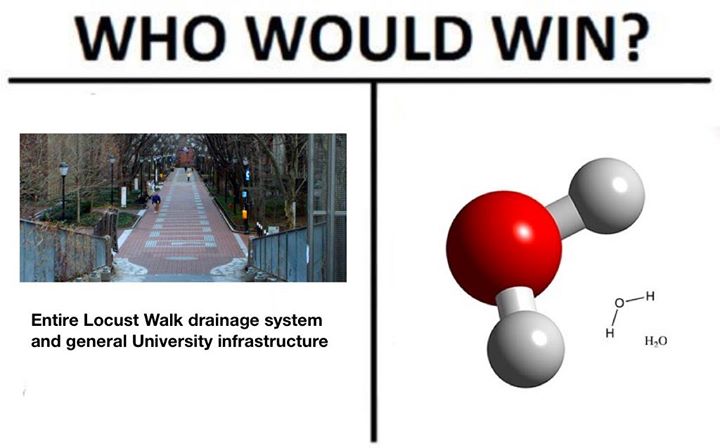 WHO WOULD WIN?
Entire Locust Walk drainage system
and general University infrastructure
O H
H
H₂O